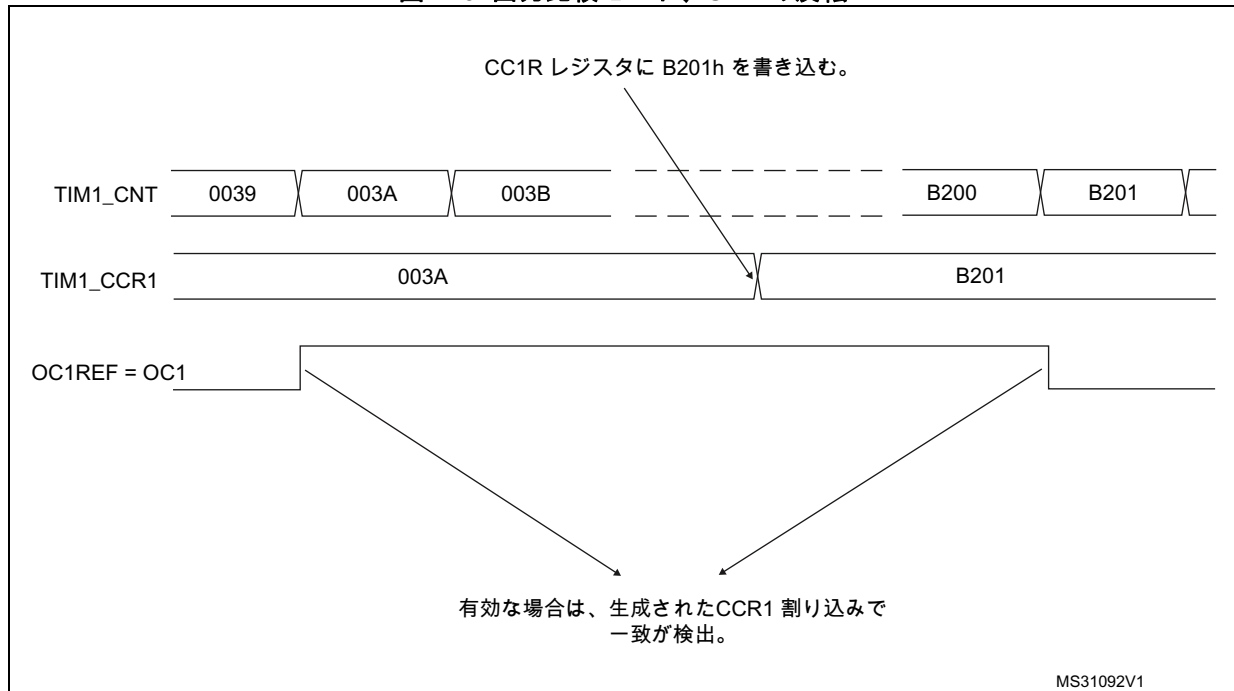 CC1R レジスタに B201h を書き込む。
TIM1_CNT 0039 003A 003B B200 B201
TIM1_CCR1 003A B201
OC1REF = OC1
有効な場合は、生成されたCCR1 割り込みで
一致が検出。
MS31092V1